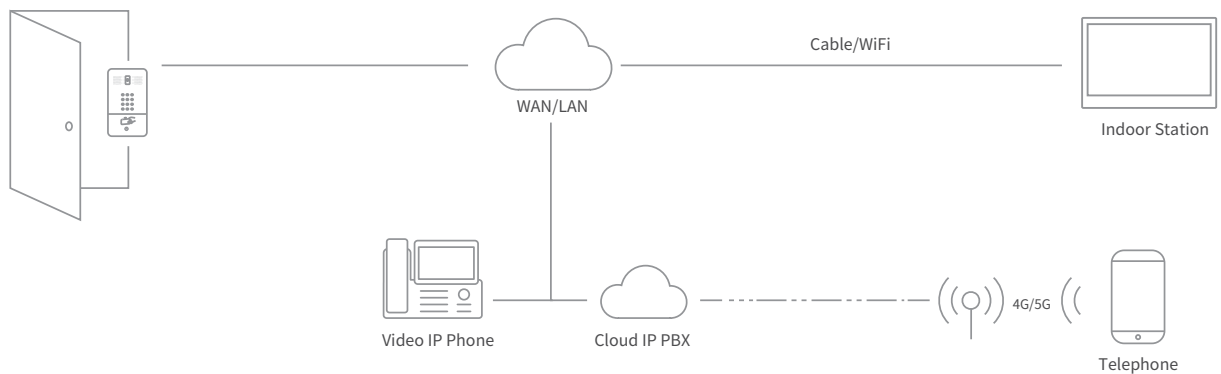 Cable/WiFi
WAN/LAN
Indoor Station
4G/5G
Video IP Phone
Cloud IP PBX
Telephone